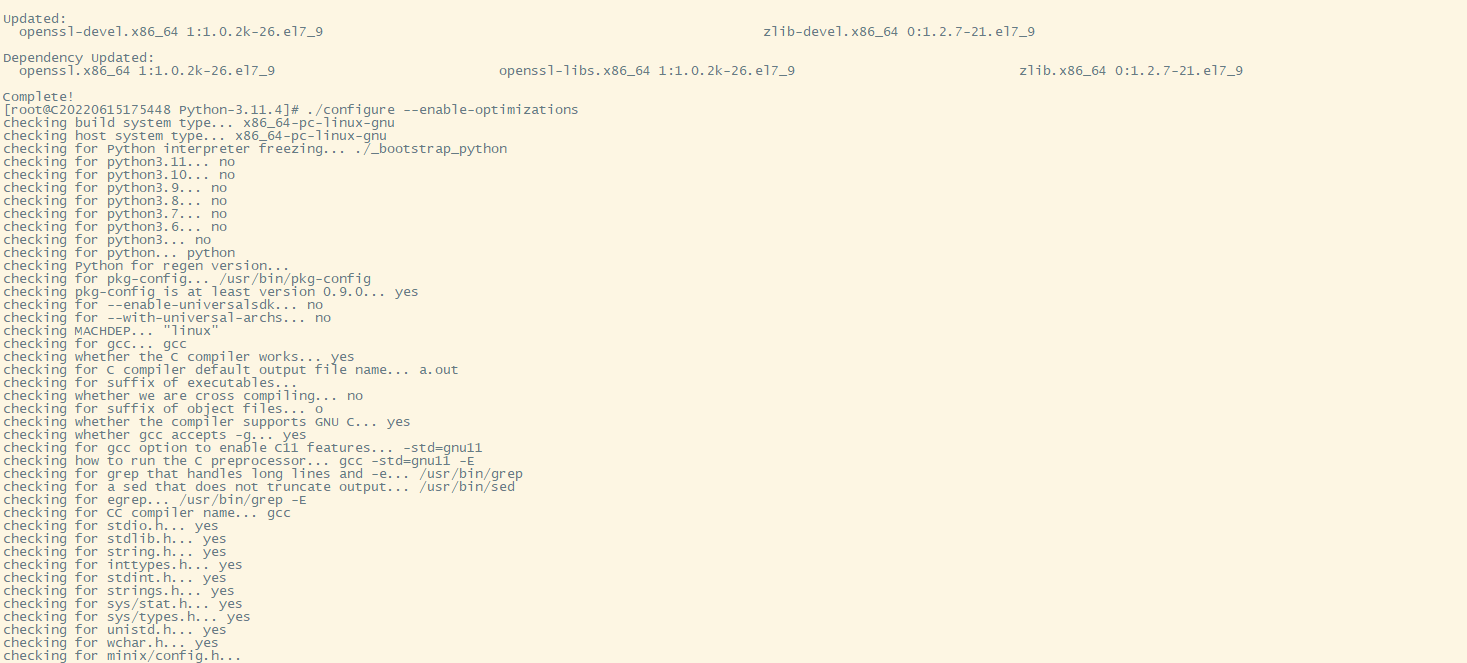 Updated:
openssl-devel.x86_64 1:1.0.2k-26.el7_9 zlib-devel.x86_64 0:1.2.7-21.el7_9
Dependency Updated:
openssl.x86_64 1:1.0.2k-26.el7_9 openssl-libs.x86_64 1:1.0.2k-26.el7_9 zlib.x86_64 0:1.2.7-21.el7_9
Complete!
[root@C20220615175448 Python-3.11.4]# ./configure --enable-optimizations
checking build system type... x86_64-pc-linux-gnu
checking host system type... x86_64-pc-linux-gnu
checking for Python interpreter freezing... ./_bootstrap_python
checking for python3.11... no
checking for python3.10... no
checking for python3.9... no
checking for python3.8... no
checking for python3.7... no
checking for python3.6... no
checking for python3... no
checking for python... python
checking Python for regen version...
checking for pkg-config... /usr/bin/pkg-config
checking pkg-config is at least version 0.9.0... yes
checking for --enable-universalsdk... no
checking for --with-universal-archs... no
checking MACHDEP... "linux"
checking for gcc... gcc
checking whether the C compiler works... yes
checking for C compiler default output file name... a.out
checking for suffix of executables...
checking whether we are cross compiling... no
checking for suffix of object files... o
checking whether the compiler supports GNU C... yes
checking whether gcc accepts -g... yes
checking for gcc option to enable C11 features... -std=gnu11
checking how to run the C preprocessor... gcc -std=gnu11 -E
checking for grep that handles long lines and -e... /usr/bin/grep
checking for a sed that does not truncate output... /usr/bin/sed
checking for egrep... /usr/bin/grep -E
checking for CC compiler name... gcc
checking for stdio.h... yes
checking for stdlib.h... yes
checking for string.h... yes
checking for inttypes.h... yes
checking for stdint.h... yes
checking for strings.h... yes
checking for sys/stat.h... yes
checking for sys/types.h... yes
checking for unistd.h... yes
checking for wchar.h... yes
checking for minix/config.h...